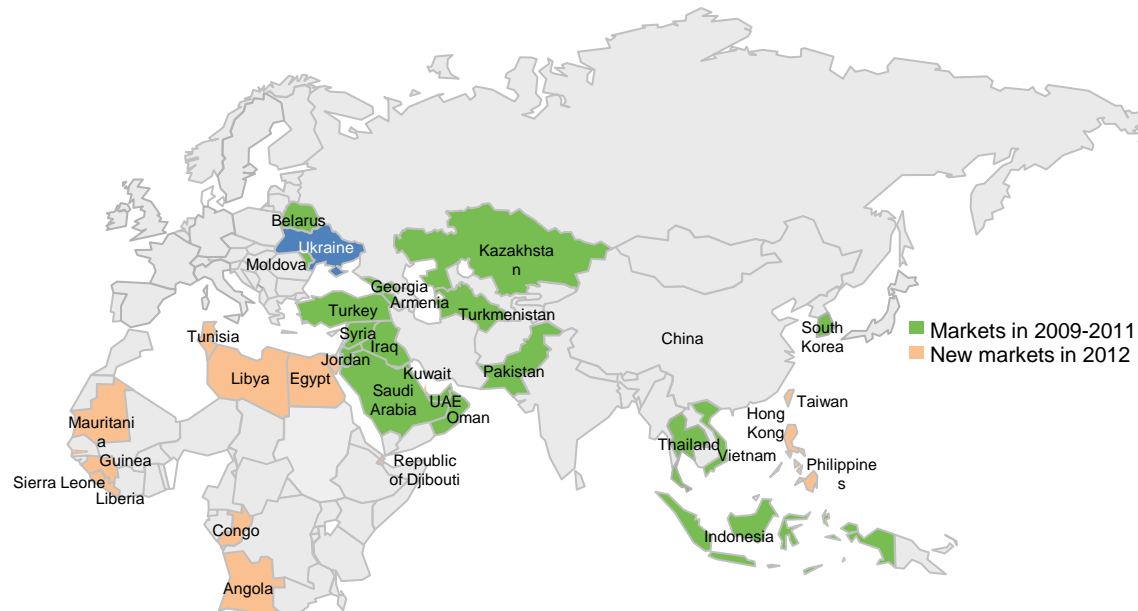 Belarus
Ukraine
Moldova
Kazakhsta
n
Georgia
Armenia
Turkey
Turkmenistan
Tunisia
Syria
Iraq
China
South
Korea
Markets in 2009-2011
New markets in 2012
Jordan
Kuwait
Pakistan
Libya
Egypt
Saudi
Arabia
UAE
Oman
Taiwan
Hong
Kong
Mauritani
a
Guinea
Thailand
Vietnam
Republic
of Djibouti
Philippine
s
Sierra Leone
Liberia
Congo
Indonesia
Angola